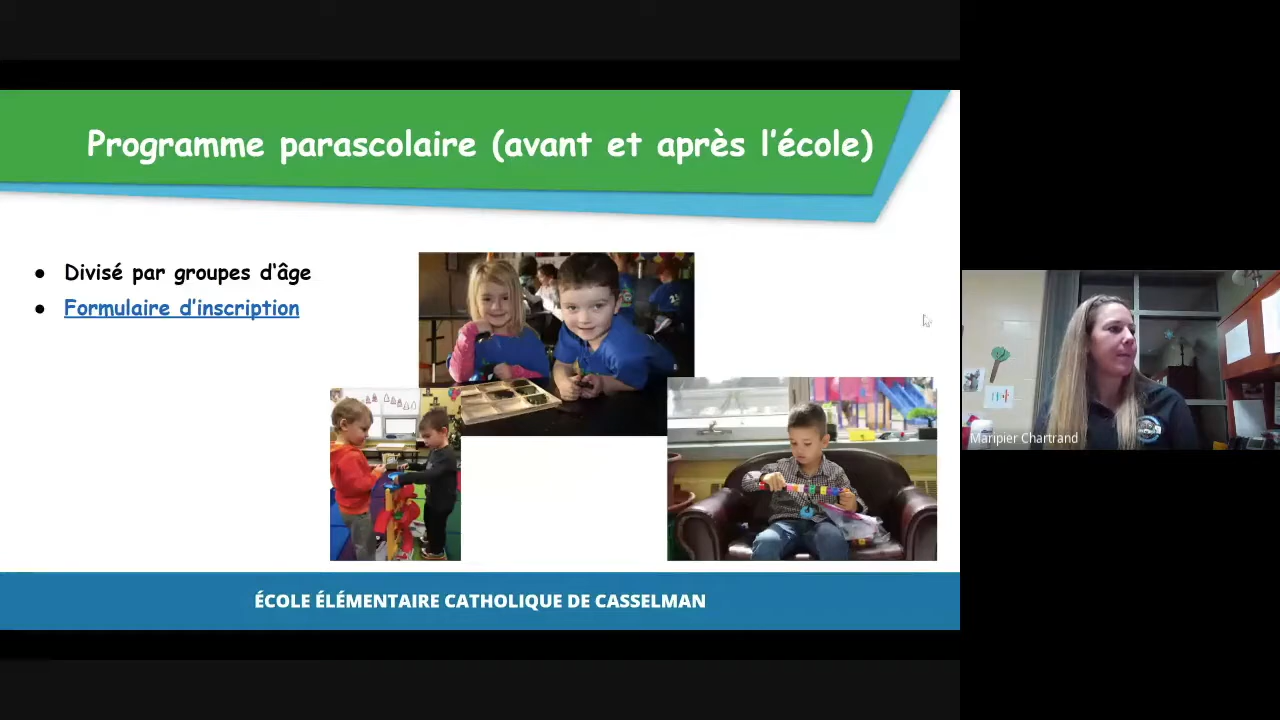 Programme parascolaire (avant et après l'école)
● Divisé par groupes d'âge
● Formulaire d'inscription
ÉCOLE ÉLÉMENTAIRE CATHOLIQUE DE CASSELMAN
Maripier Chartrand